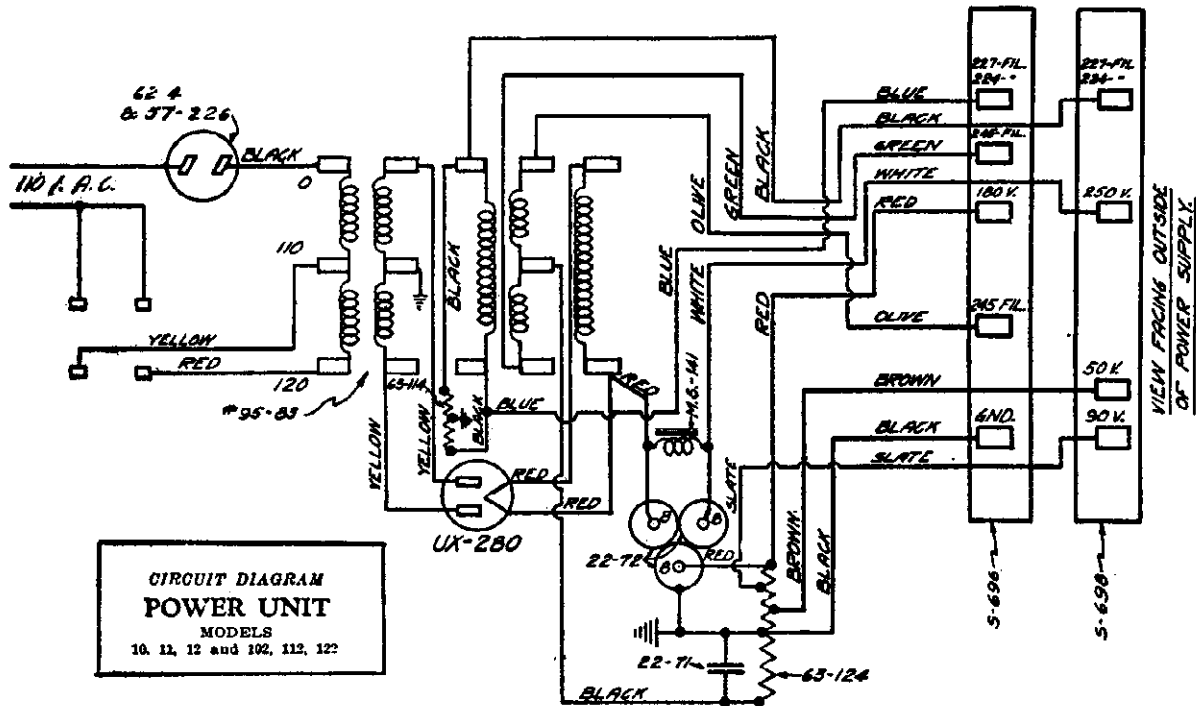 62 4
& 57-226
110 V. A.C.
BLACK
0
110
120
YELLOW
RED
#95-83
YELLOW
YELLOW
BLACK
63-114
BLACK
BLUE
UX-280
RED
RED
RED
OLIVE
GREEN
BLACK
BLUE
WHITE
RED
M.S.-141
SLATE
B
B
B
22-72
RED
BROWN
BLACK
22-71
63-124
BLACK
BLUE
BLACK
GREEN
WHITE
RED
OLIVE
BROWN
BLACK
SLATE
227-FIL.
224- "
245-FIL.
180 V.
245 FIL.
GND.
S-696
227-FIL.
224- "
250 V.
50 V.
90 V.
S-698
VIEW FACING OUTSIDE
OF POWER SUPPLY.
CIRCUIT DIAGRAM
POWER UNIT
MODELS
10, 11, 12 and 102, 112, 122